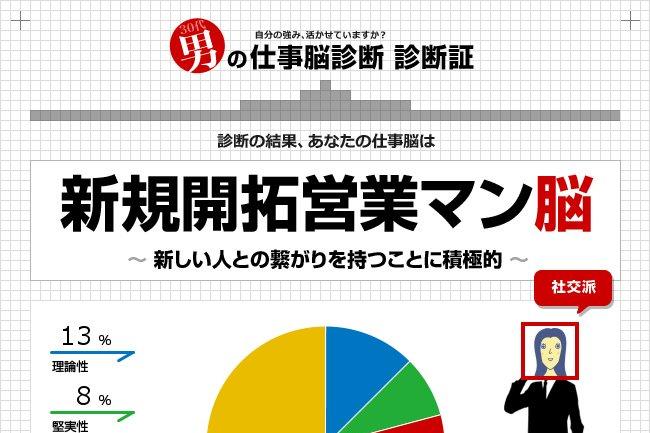 自分の強み、活かせていますか？
30代
男の仕事脳診断 診断証
診断の結果、あなたの仕事脳は
新規開拓営業マン脳
～ 新しい人との繋がりを持つことに積極的 ～
社交派
13 %
理論性
8 %
堅実性